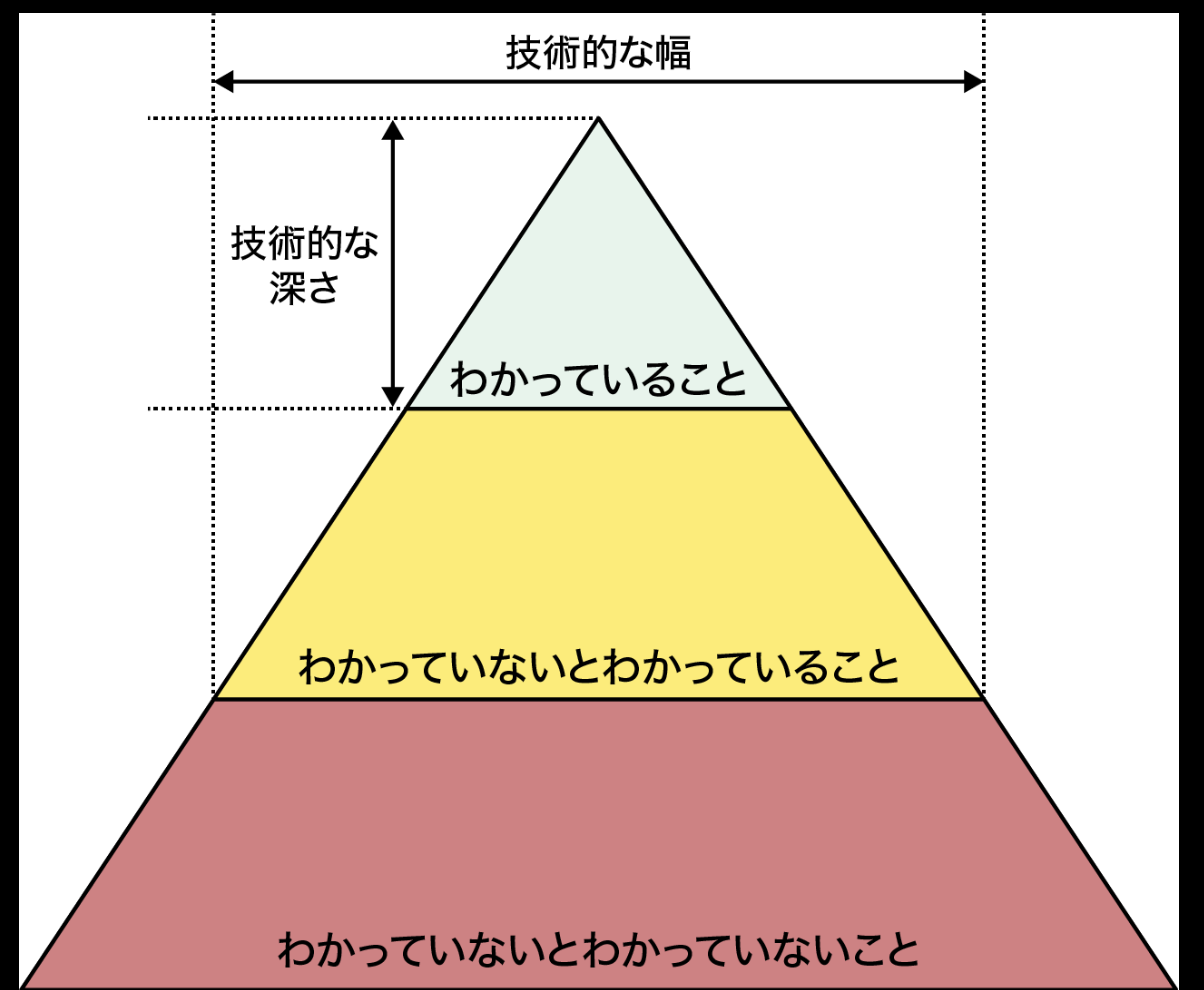 技術的な幅
技術的な
深さ
わかっていること
わかっていないとわかっていること
わかっていないとわかっていないこと